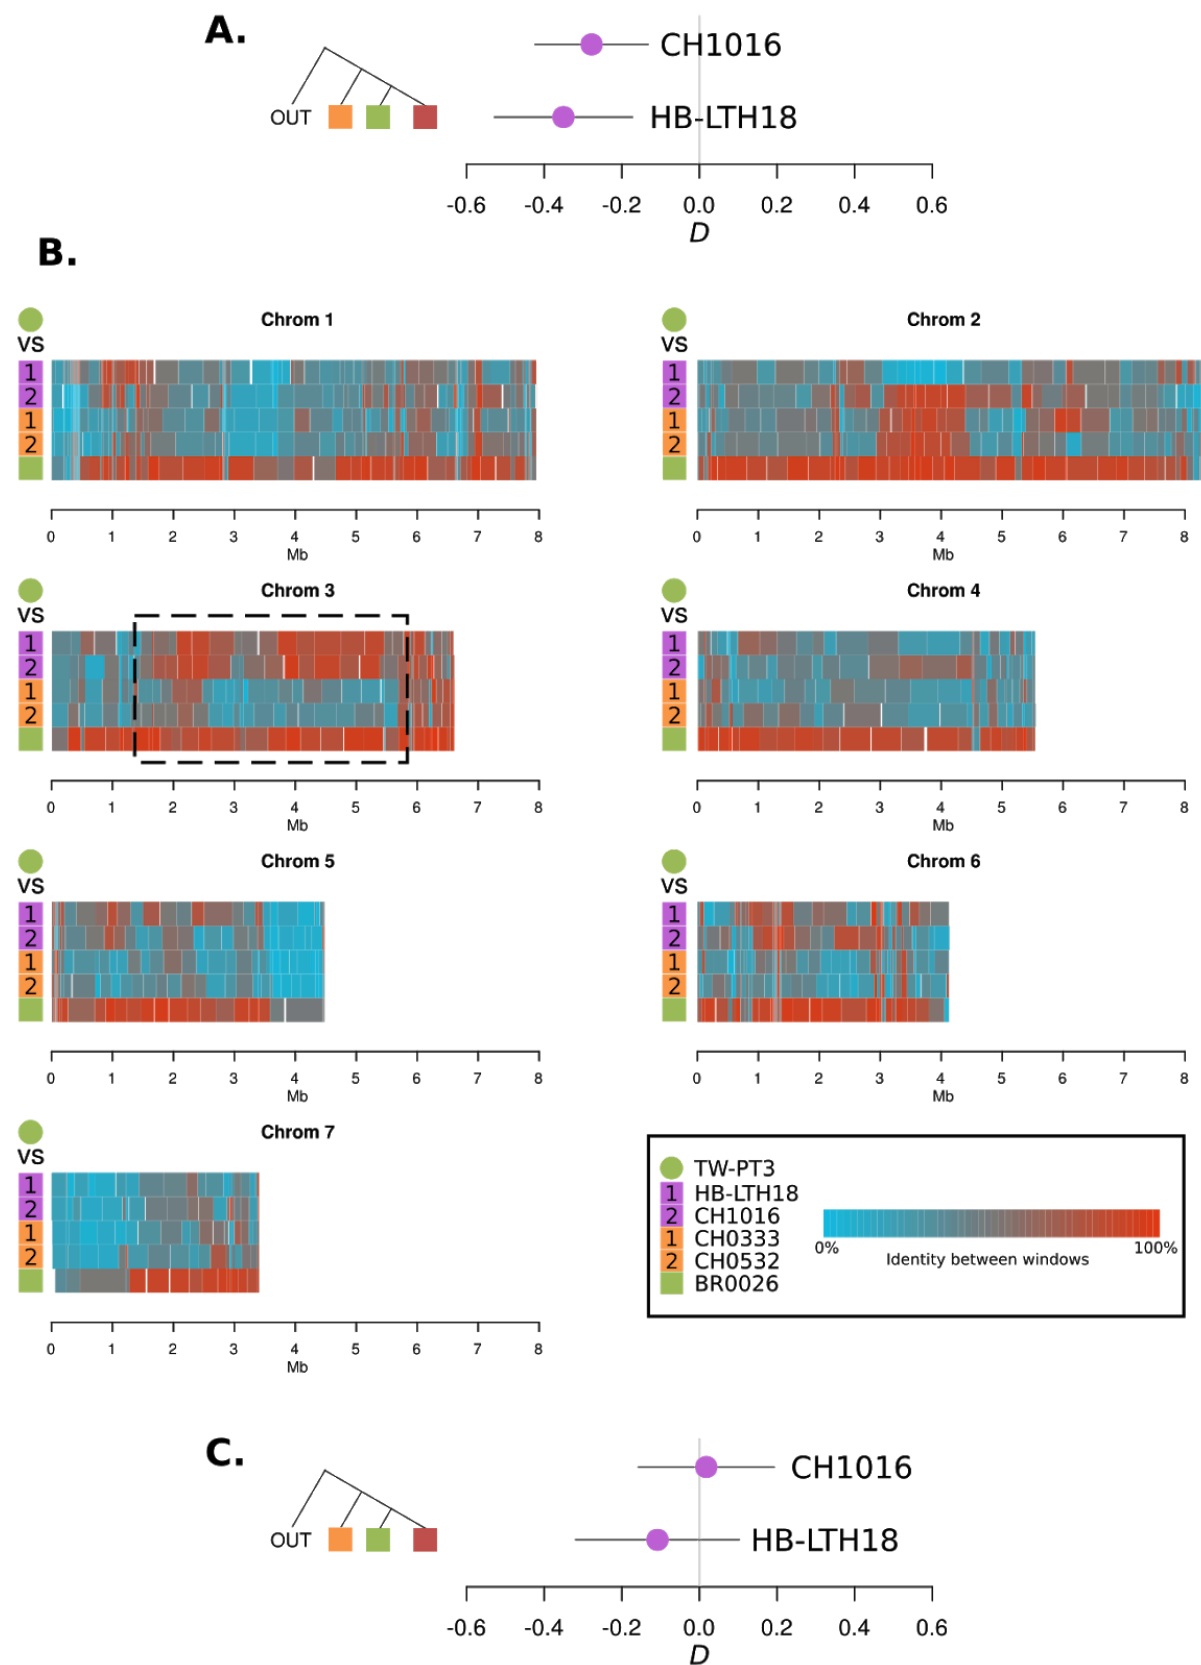 A.
CH1016
OUT
HB-LTH18
-0.6 -0.4 -0.2 0.0 0.2 0.4 0.6
D
B.
Chrom 1
VS
1
2
1
2
0 1 2 3 4 5 6 7 8
Mb
Chrom 2
VS
1
2
1
2
0 1 2 3 4 5 6 7 8
Mb
Chrom 3
VS
1
2
1
2
0 1 2 3 4 5 6 7 8
Mb
Chrom 4
VS
1
2
1
2
0 1 2 3 4 5 6 7 8
Mb
Chrom 5
VS
1
2
1
2
0 1 2 3 4 5 6 7 8
Mb
Chrom 6
VS
1
2
1
2
0 1 2 3 4 5 6 7 8
Mb
Chrom 7
VS
1
2
1
2
0 1 2 3 4 5 6 7 8
Mb
TW-PT3
1 HB-LTH18
2 CH1016
1 CH0333
2 CH0532
BR0026
0% 100%
Identity between windows
C.
CH1016
OUT
HB-LTH18
-0.6 -0.4 -0.2 0.0 0.2 0.4 0.6
D